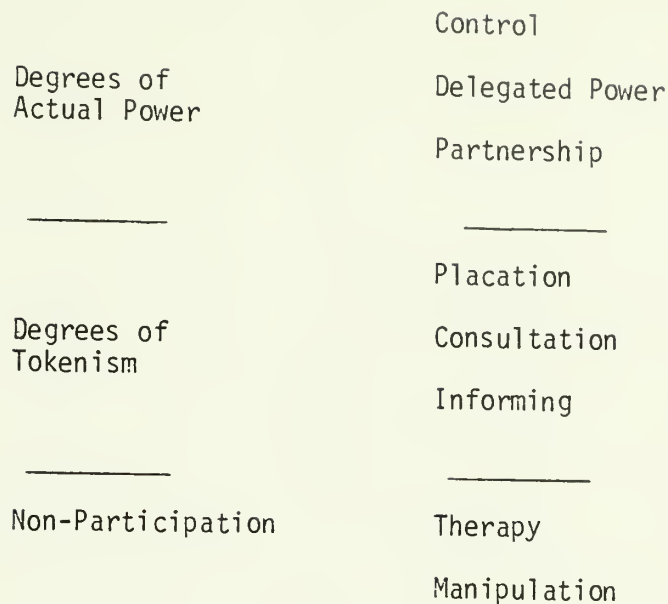 Control
Degrees of
Actual Power
Delegated Power
Partnership
Placation
Degrees of
Tokenism
Consultation
Informing
Non-Participation
Therapy
Manipulation